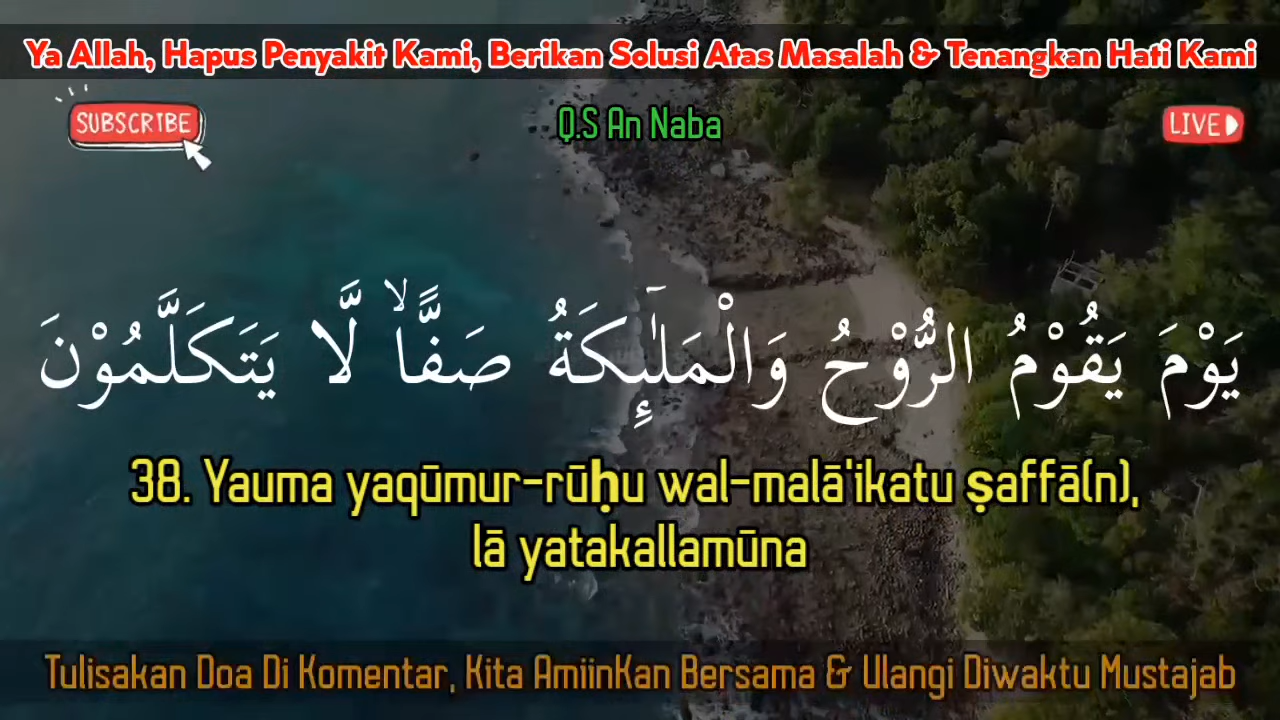 Ya Allah, Hapus Penyakit Kami, Berikan Solusi Atas Masalah & Tenangkan Hati Kami
SUBSCRIBE
Q.S An Naba
LIVE
يَوْمَ يَقُوْمُ الرُّوْحُ وَالْمَلٰۤىِٕكَةُ صَفًّاۙ لَّا يَتَكَلَّمُوْنَ
38. Yauma yaqūmur-rūḥu wal-malā'ikatu ṣaffā(n),
lā yatakallamūna
Tulisakan Doa Di Komentar, Kita AmiinKan Bersama & Ulangi Diwaktu Mustajab